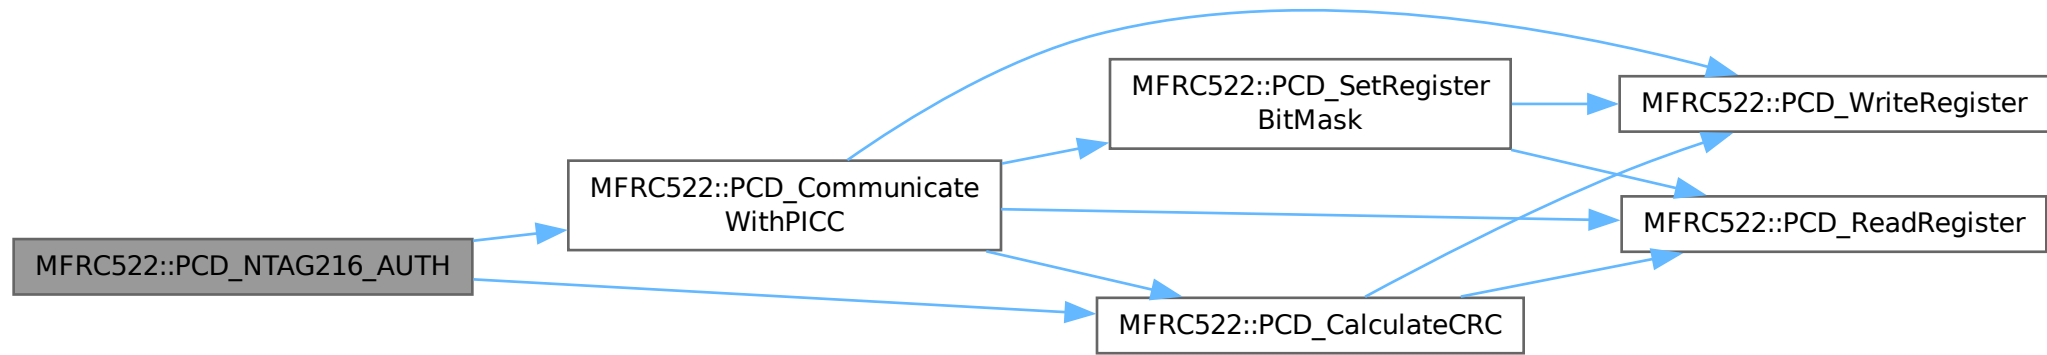 MFRC522::PCD_NTAG216_AUTH
MFRC522::PCD_Communicate
WithPICC
MFRC522::PCD_SetRegister
BitMask
MFRC522::PCD_CalculateCRC
MFRC522::PCD_WriteRegister
MFRC522::PCD_ReadRegister